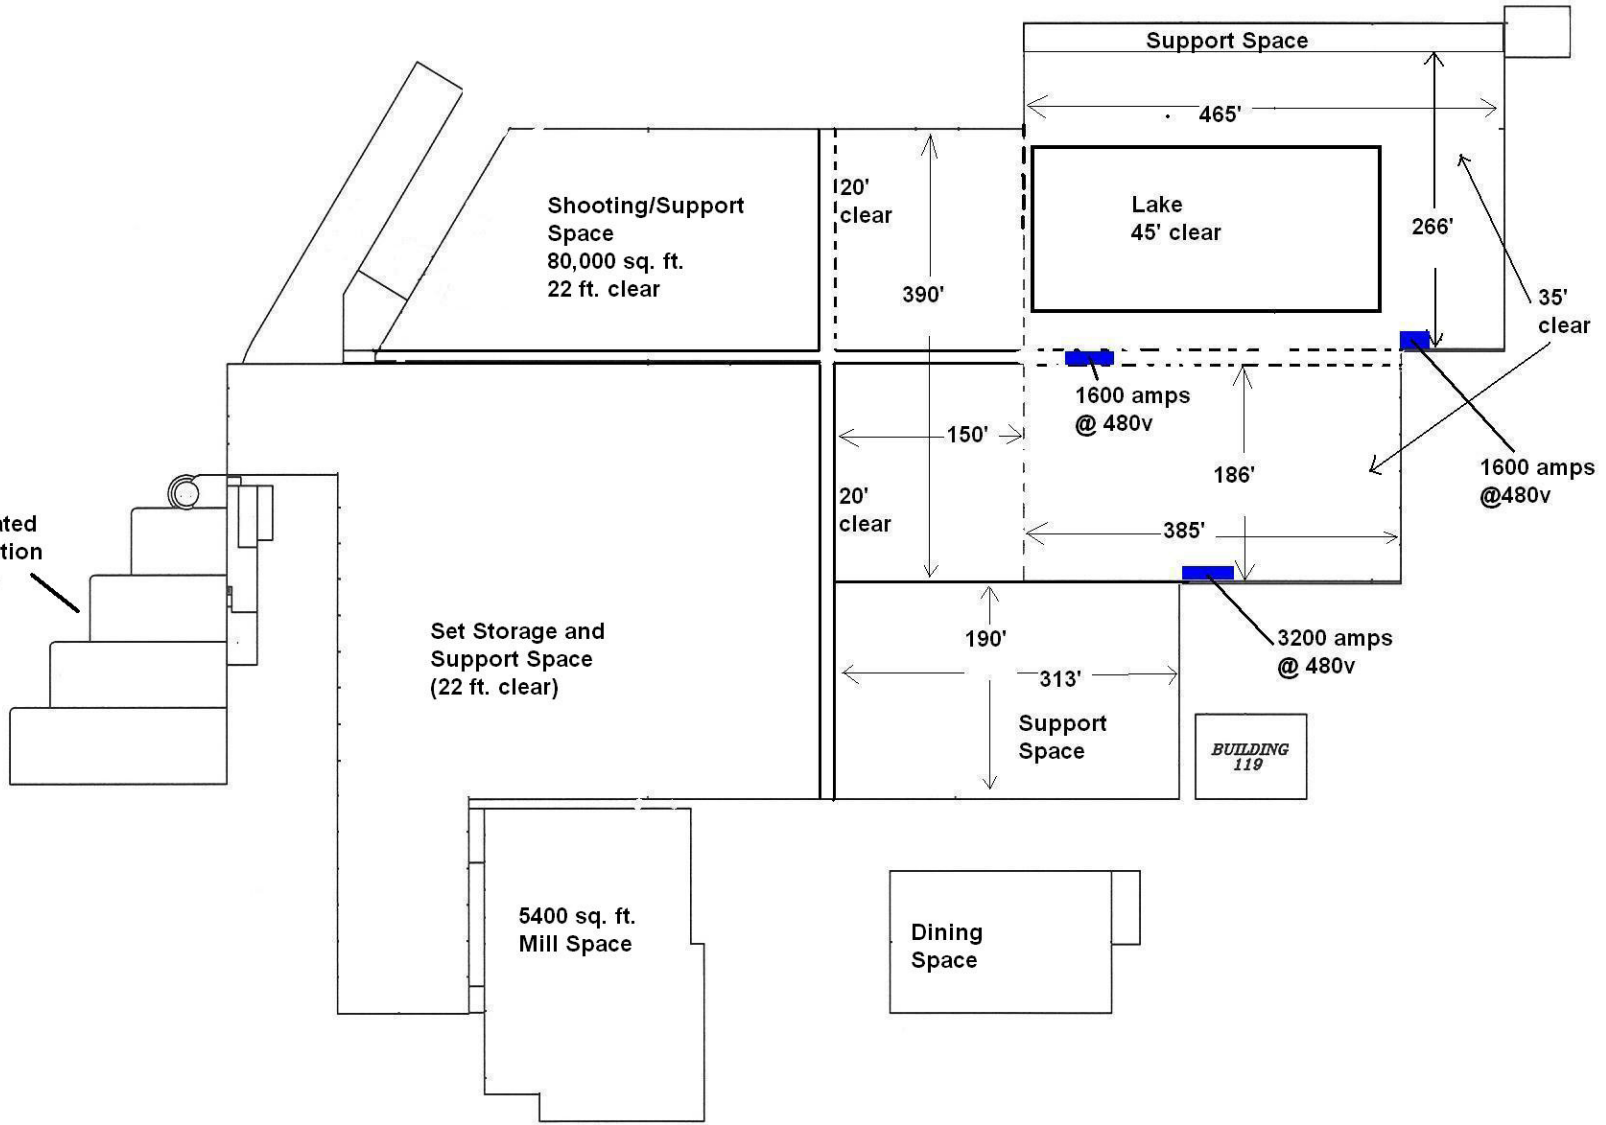 Support Space
465'
Shooting/Support
Space
80,000 sq. ft.
22 ft. clear
20'
clear
390'
Lake
45' clear
266'
35'
clear
1600 amps
@ 480v
1600 amps
@480v
150'
186'
20'
clear
385'
Set Storage and
Support Space
(22 ft. clear)
190'
313'
Support
Space
3200 amps
@ 480v
BUILDING
119
5400 sq. ft.
Mill Space
Dining
Space